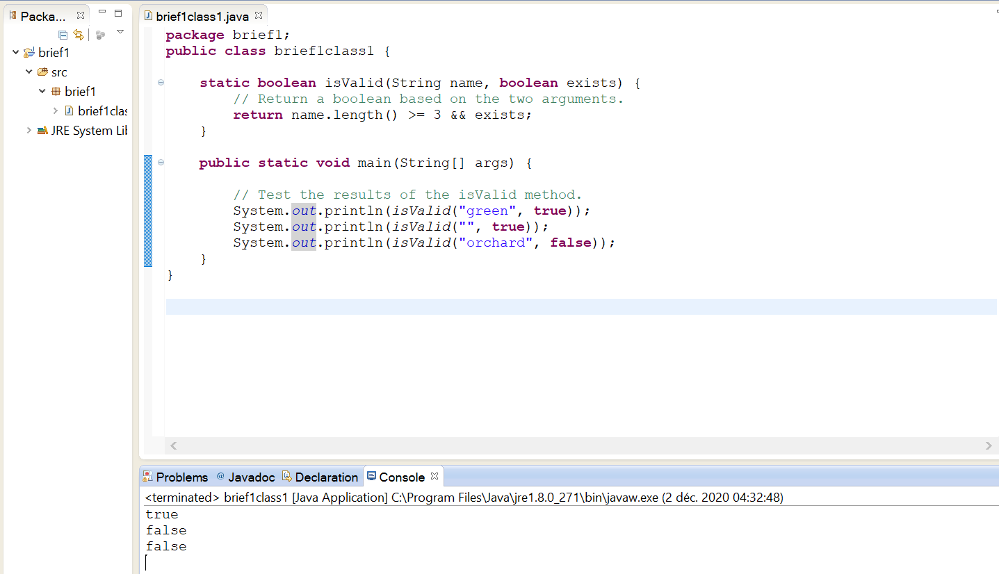 Packa...
brief1
src
brief1
brief1clas
JRE System Lib
brief1class1.java
package brief1;
public class brief1class1 {
static boolean isValid(String name, boolean exists) {
// Return a boolean based on the two arguments.
return name.length() >= 3 && exists;
}
public static void main(String[] args) {
// Test the results of the isValid method.
System.out.println(isValid("green", true));
System.out.println(isValid("", true));
System.out.println(isValid("orchard", false));
}
}
Problems @ Javadoc Declaration Console
<terminated> brief1class1 [Java Application] C:\Program Files\Java\jre1.8.0_271\bin\javaw.exe (2 déc. 2020 04:32:48)
true
false
false